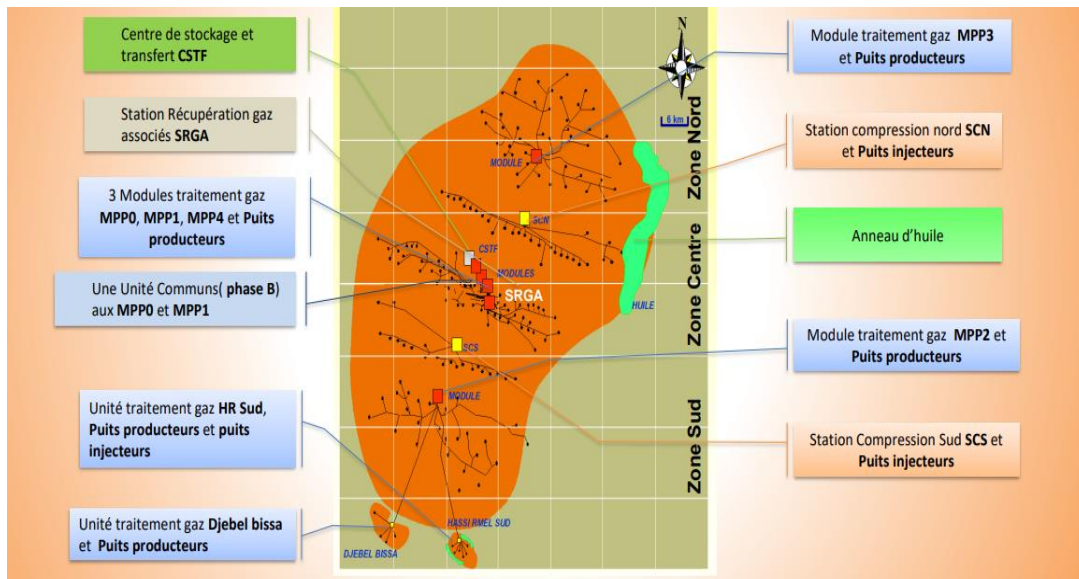 Centre de stockage et
transfert CSTF
Station Récupération gaz
associés SRGA
3 Modules traitement gaz
MPP0, MPP1, MPP4 et Puits
producteurs
Une Unité Communs( phase B)
aux MPP0 et MPP1
Unité traitement gaz HR Sud,
Puits producteurs et puits
injecteurs
Unité traitement gaz Djebel bissa
et Puits producteurs
N
6 km
MODULE
SCN
CSTF
MODULES
SRGA
HUILE
SCS
MODULE
HASSI RMEL SUD
DJEBEL BISSA
Zone Nord
Zone Centre
Zone Sud
Module traitement gaz MPP3
et Puits producteurs
Station compression nord SCN
et Puits injecteurs
Anneau d’huile
Module traitement gaz MPP2 et
Puits producteurs
Station Compression Sud SCS et
Puits injecteurs